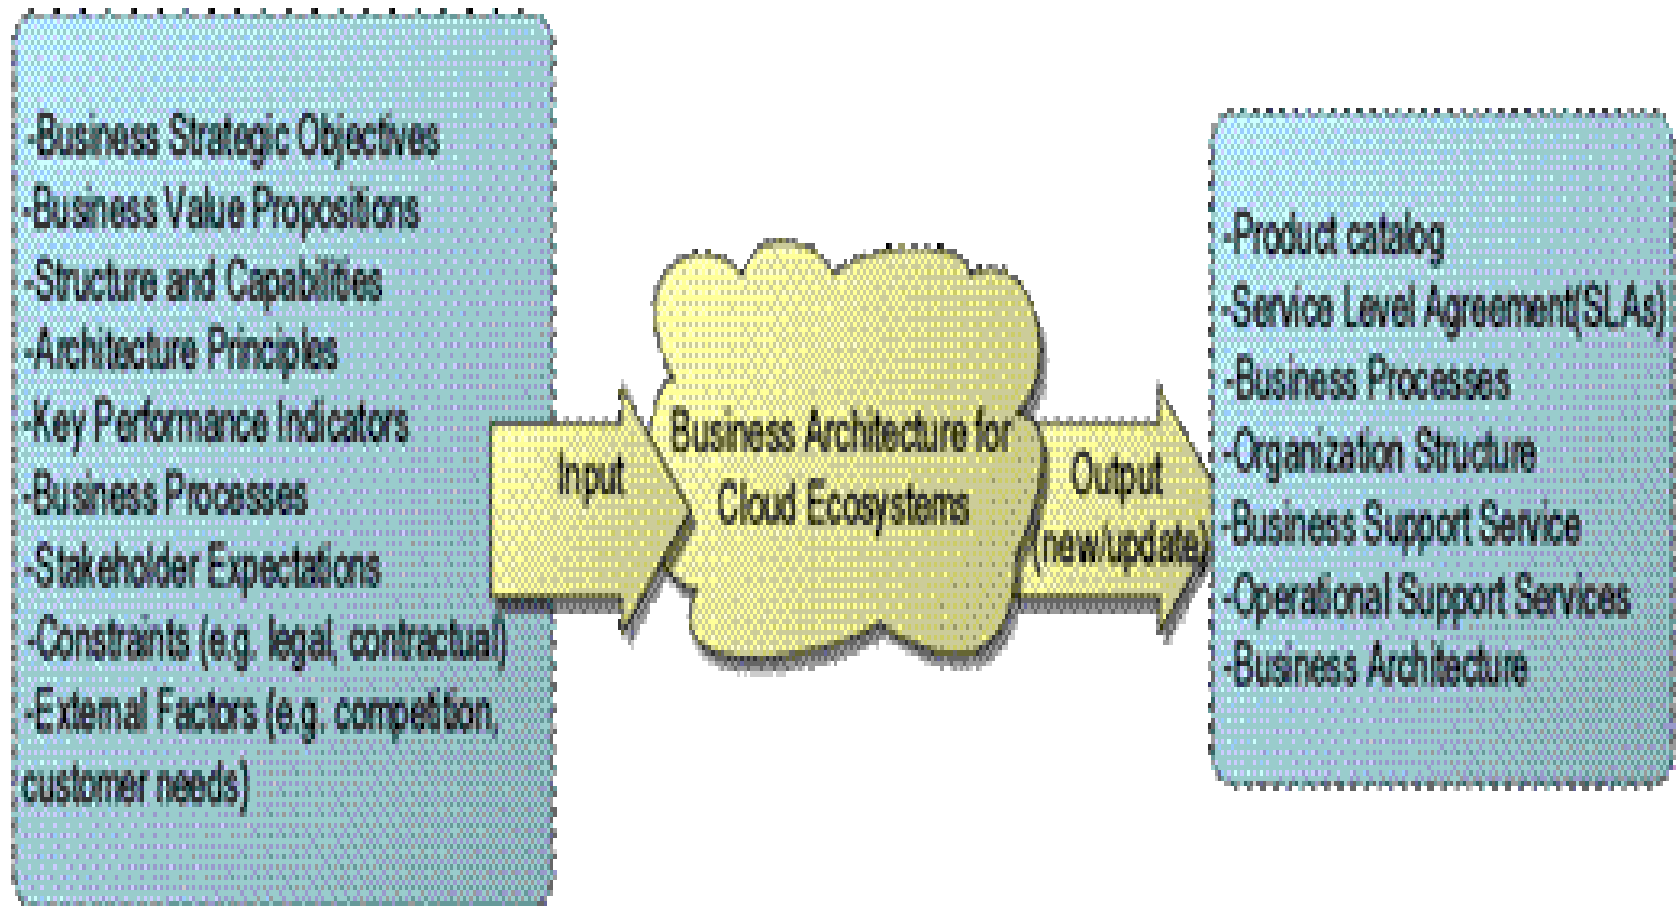 -Business Strategic Objectives
-Business Value Propositions
-Structure and Capabilities
-Architecture Principles
-Key Performance Indicators
-Business Processes
-Stakeholder Expectations
-Constraints (e.g. legal, contractual)
-External Factors (e.g. competition,
customer needs)
Input
Business Architecture for
Cloud Ecosystems
Output
(new/update)
-Product catalog
-Service Level Agreement(SLAs)
-Business Processes
-Organization Structure
-Business Support Service
-Operational Support Services
-Business Architecture